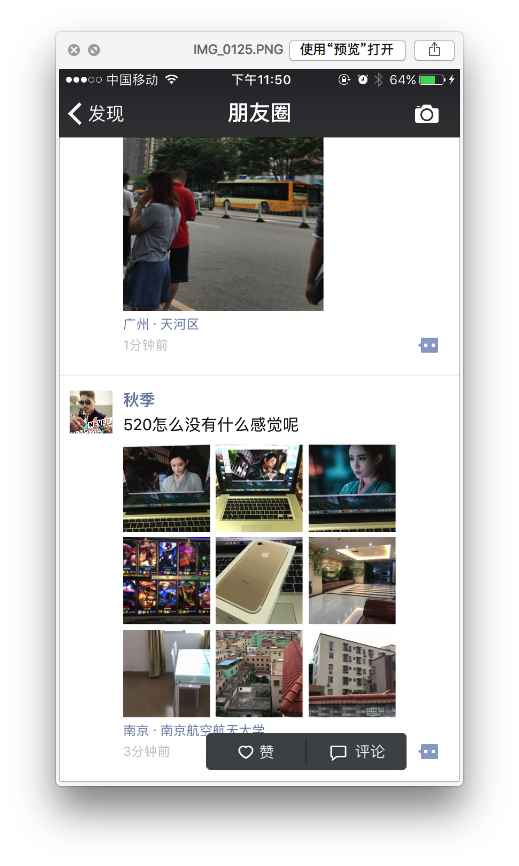 IMG_0125.PNG
使用“预览”打开
中国移动
下午11:50
64%
发现
朋友圈
广州 · 天河区
1分钟前
秋季
520怎么没有什么感觉呢
南京 · 南京航空航天大学
3分钟前
赞
评论